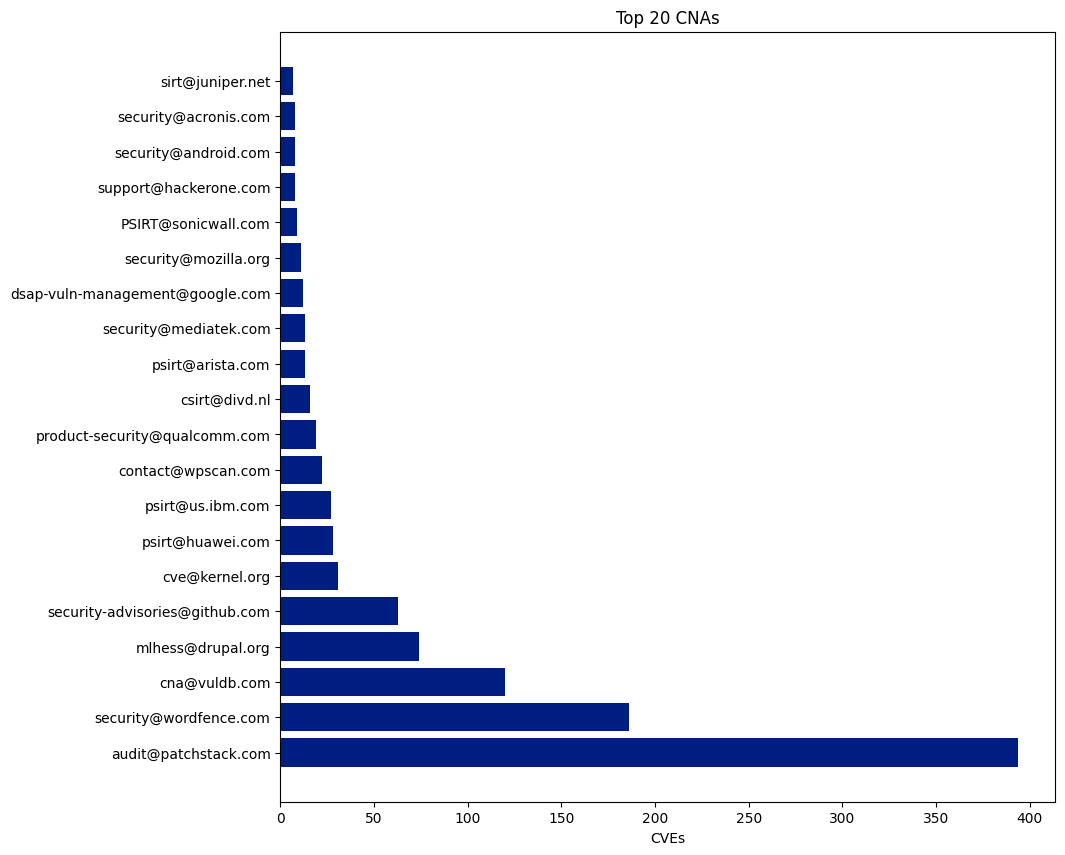 Top 20 CNAs
sirt@juniper.net
security@acronis.com
security@android.com
support@hackerone.com
PSIRT@sonicwall.com
security@mozilla.org
dsap-vuln-management@google.com
security@mediatek.com
psirt@arista.com
csirt@divd.nl
product-security@qualcomm.com
contact@wpscan.com
psirt@us.ibm.com
psirt@huawei.com
cve@kernel.org
security-advisories@github.com
mlhess@drupal.org
cna@vuldb.com
security@wordfence.com
audit@patchstack.com
0 50 100 150 200 250 300 350 400
CVEs